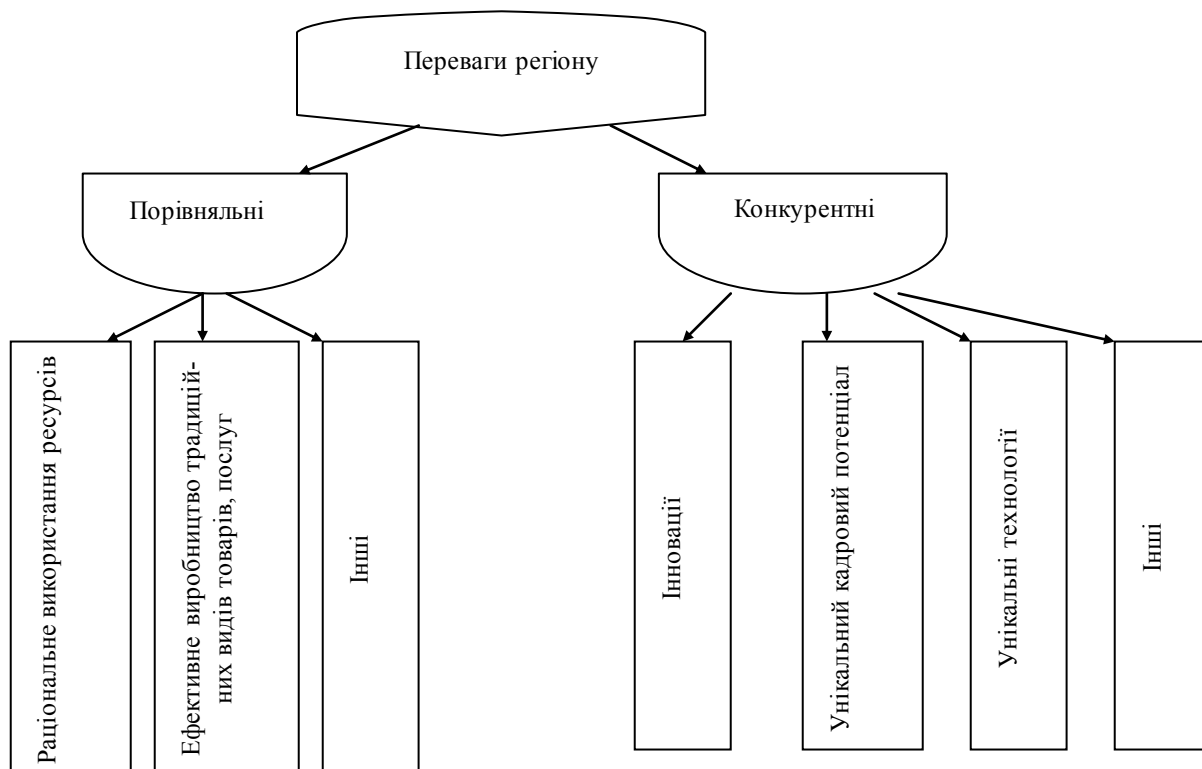 Переваги регіону
Порівняльні
Конкурентні
Раціональне використання ресурсів
Ефективне виробництво традицій-
них видів товарів, послуг
Інші
Інновації
Унікальний кадровий потенціал
Унікальні технології
Інші